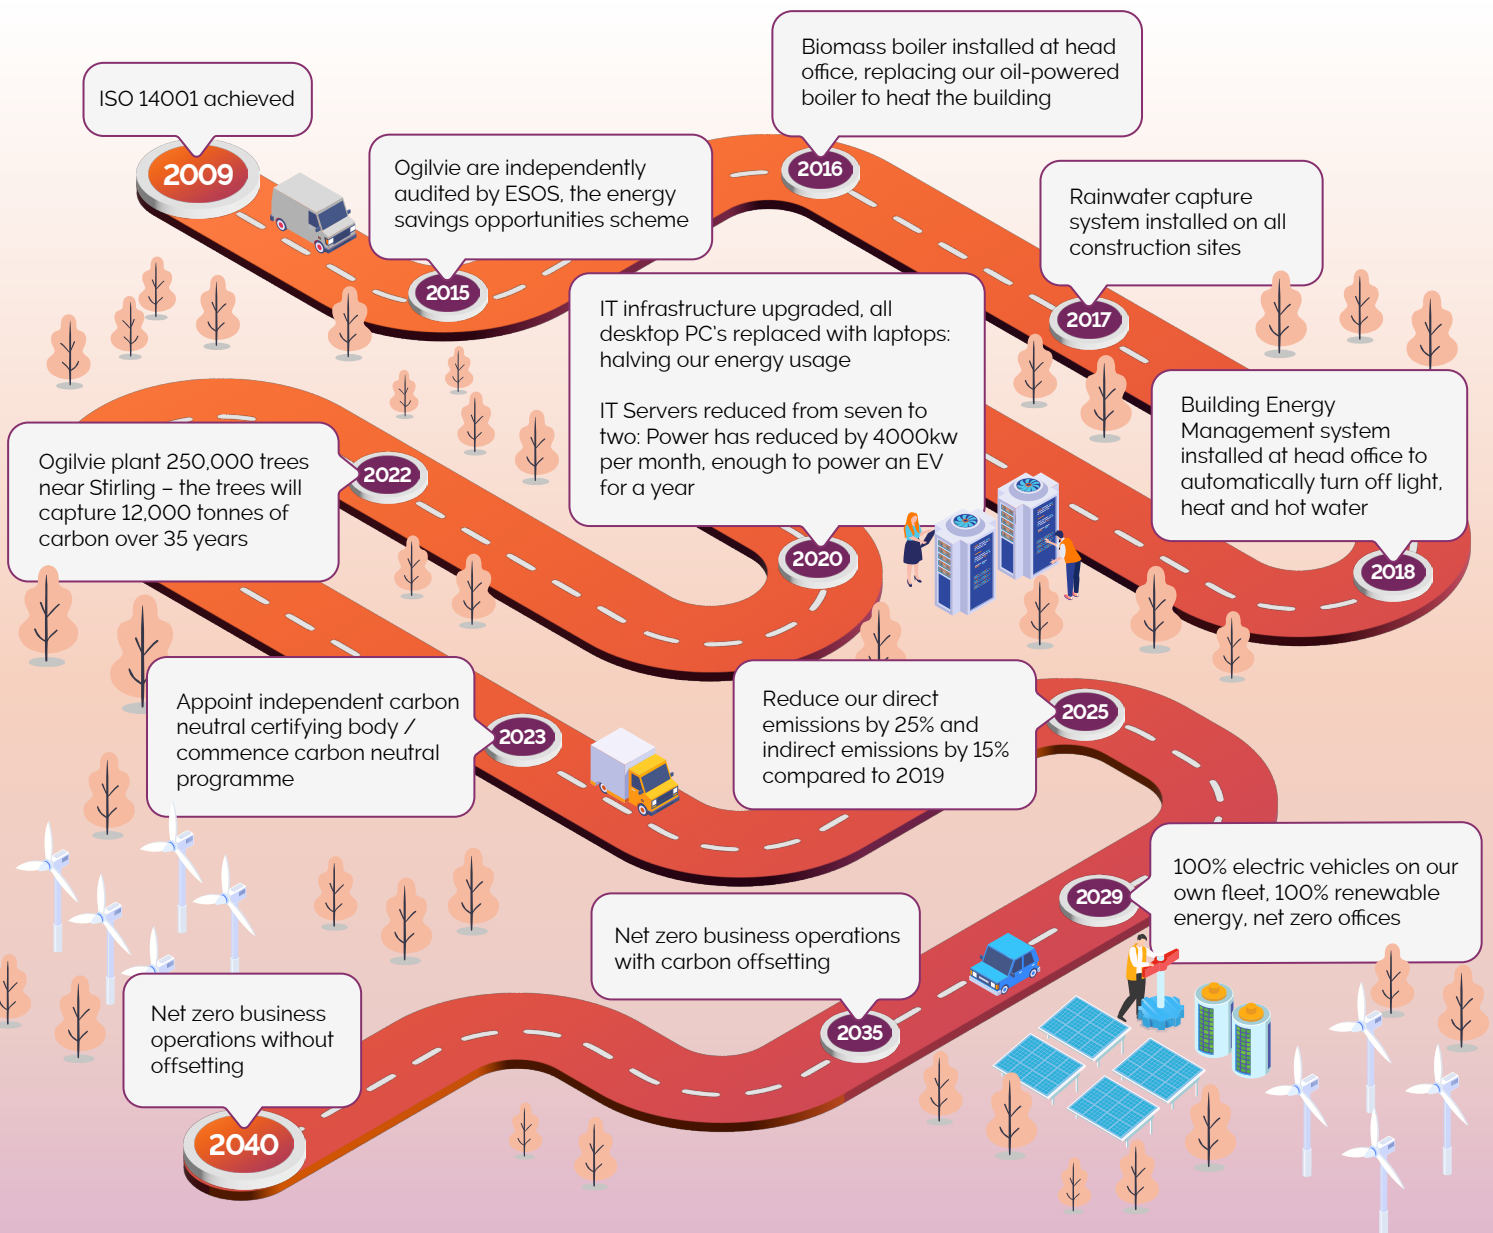 ISO 14001 achieved
2009
Ogilvie are independently
audited by ESOS, the energy
savings opportunities scheme
2015
Biomass boiler installed at head
office, replacing our oil-powered
boiler to heat the building
2016
Rainwater capture
system installed on all
construction sites
2017
Building Energy
Management system
installed at head office to
automatically turn off light,
heat and hot water
2018
IT infrastructure upgraded, all
desktop PC's replaced with laptops:
halving our energy usage
IT Servers reduced from seven to
two: Power has reduced by 4000kw
per month, enough to power an EV
for a year
2020
Ogilvie plant 250,000 trees
near Stirling – the trees will
capture 12,000 tonnes of
carbon over 35 years
2022
Appoint independent carbon
neutral certifying body /
commence carbon neutral
programme
2023
Reduce our direct
emissions by 25% and
indirect emissions by 15%
compared to 2019
2025
100% electric vehicles on our
own fleet, 100% renewable
energy, net zero offices
2029
Net zero business operations
with carbon offsetting
2035
Net zero business
operations without
offsetting
2040